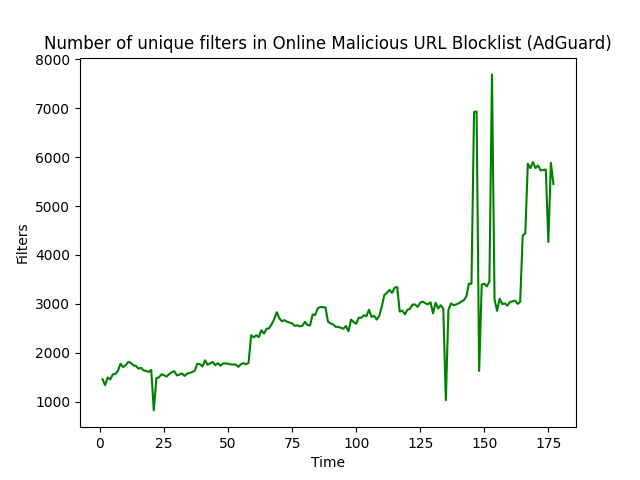 Number of unique filters in Online Malicious URL Blocklist (AdGuard)
8000
7000
6000
5000
4000
3000
2000
1000
Filters
0 25 50 75 100 125 150 175
Time